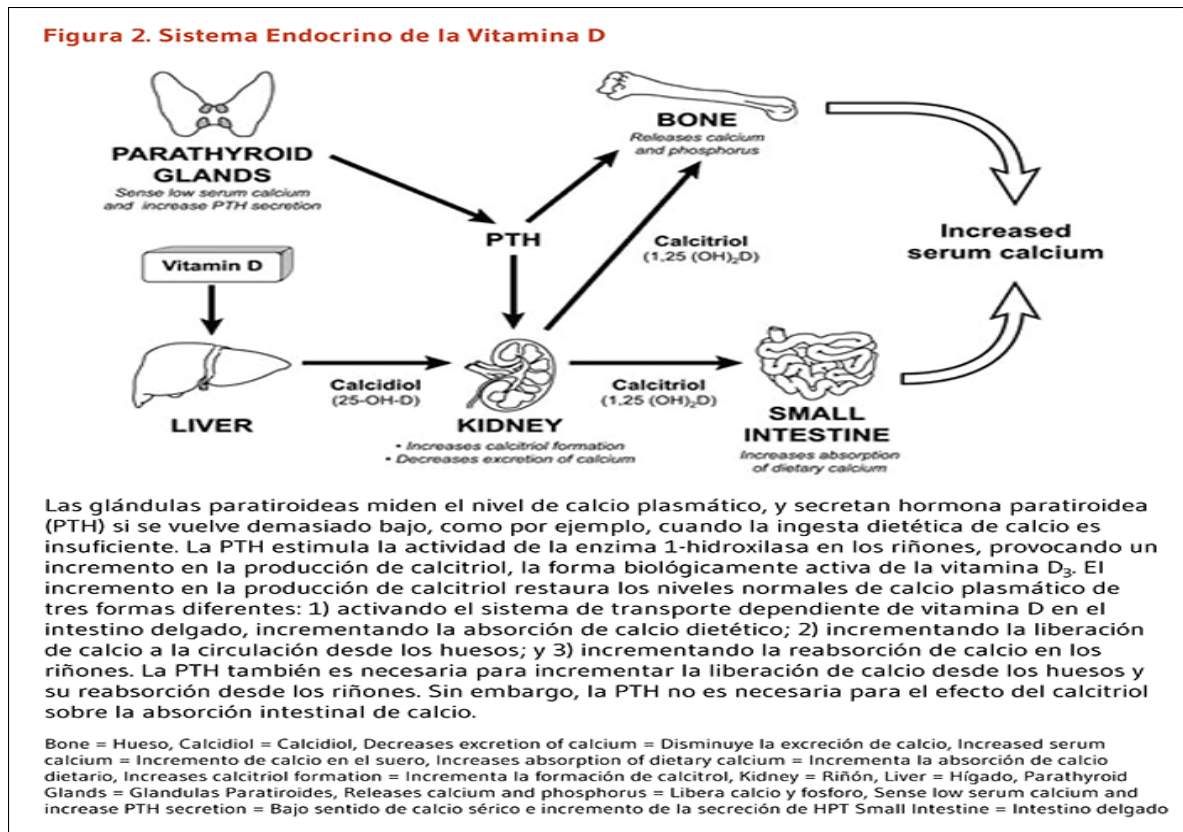 Figura 2. Sistema Endocrino de la Vitamina D
PARATHYROID
GLANDS
Sense low serum calcium
and increase PTH secretion
BONE
Releases calcium
and phosphorus
PTH
Calcitriol
(1,25 (OH)₂D)
Increased
serum calcium
Vitamin D
LIVER
Calcidiol
(25-OH-D)
KIDNEY
• Increases calcitriol formation
• Decreases excretion of calcium
Calcitriol
(1,25 (OH)₂D)
SMALL
INTESTINE
Increases absorption
of dietary calcium
Las glándulas paratiroideas miden el nivel de calcio plasmático, y secretan hormona paratiroidea
(PTH) si se vuelve demasiado bajo, como por ejemplo, cuando la ingesta dietética de calcio es
insuficiente. La PTH estimula la actividad de la enzima 1-hidroxilasa en los riñones, provocando un
incremento en la producción de calcitriol, la forma biológicamente activa de la vitamina D₃. El
incremento en la producción de calcitriol restaura los niveles normales de calcio plasmático de
tres formas diferentes: 1) activando el sistema de transporte dependiente de vitamina D en el
intestino delgado, incrementando la absorción de calcio dietético; 2) incrementando la liberación
de calcio a la circulación desde los huesos; y 3) incrementando la reabsorción de calcio en los
riñones. La PTH también es necesaria para incrementar la liberación de calcio desde los huesos y
su reabsorción desde los riñones. Sin embargo, la PTH no es necesaria para el efecto del calcitriol
sobre la absorción intestinal de calcio.
Bone = Hueso, Calcidiol = Calcidiol, Decreases excretion of calcium = Disminuye la excreción de calcio, Increased serum
calcium = Incremento de calcio en el suero, Increases absorption of dietary calcium = Incrementa la absorción de calcio
dietario, Increases calcitriol formation = Incrementa la formación de calcitrol, Kidney = Riñón, Liver = Hígado, Parathyroid
Glands = Glandulas Paratiroides, Releases calcium and phosphorus = Libera calcio y fosforo, Sense low serum calcium and
increase PTH secretion = Bajo sentido de calcio sérico e incremento de la secreción de HPT Small Intestine = Intestino delgado